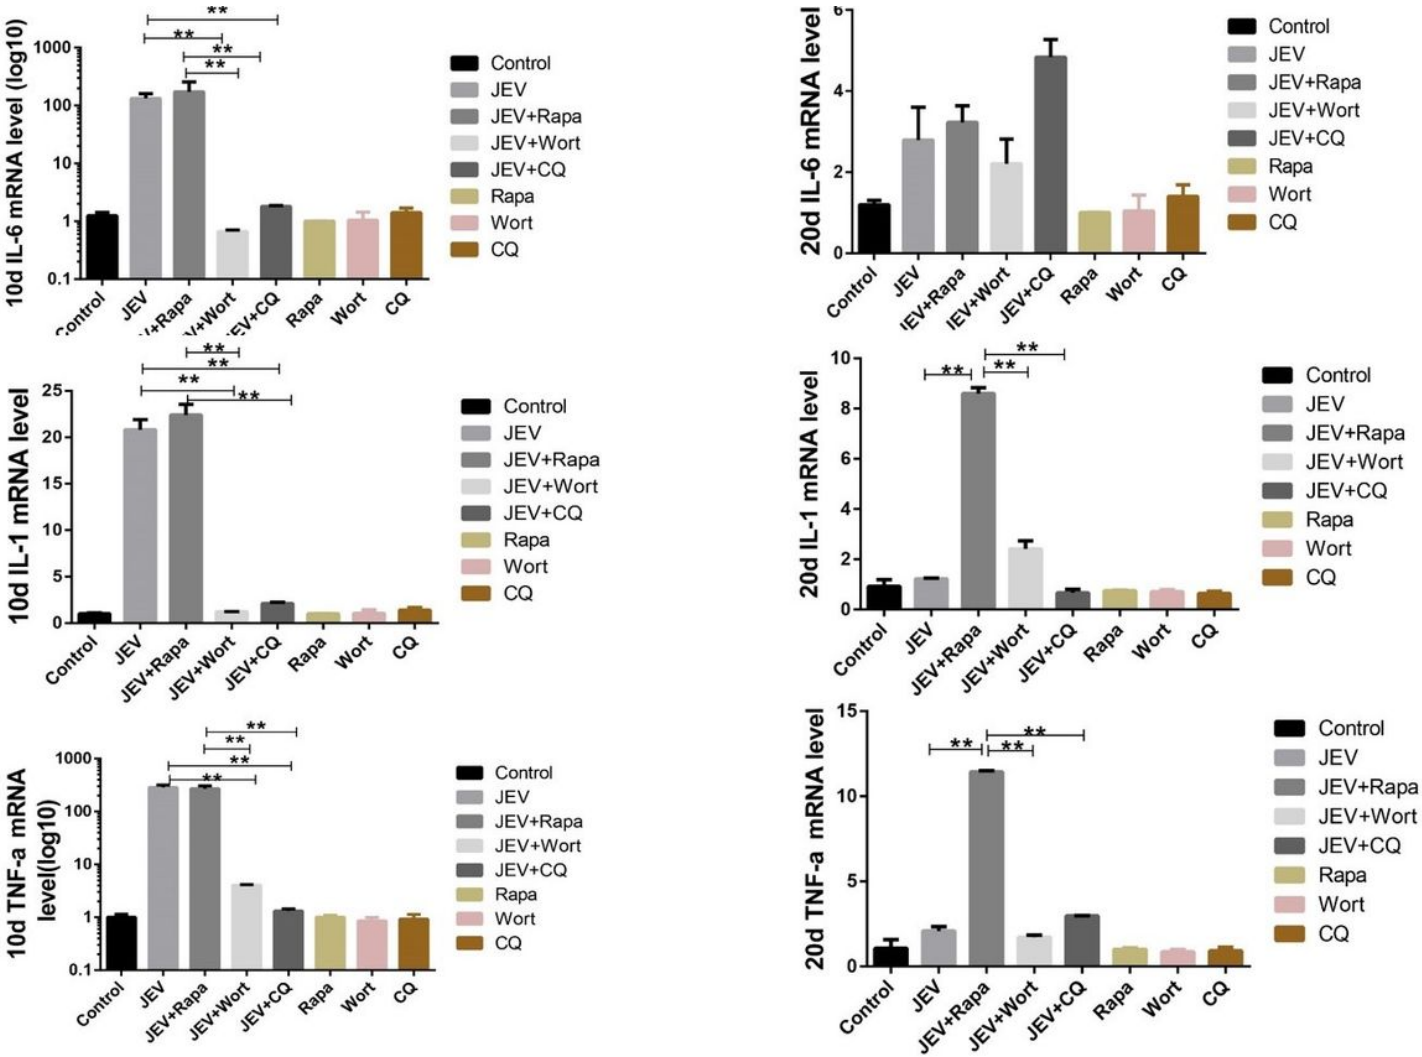 **
**
**
**
10d IL-6 mRNA level (log10)
1000
100
10
1
0.1
Control
JEV
V+Rapa
V+Wort
EV+CQ
Rapa
Wort
CQ
Control
JEV
JEV+Rapa
JEV+Wort
JEV+CQ
Rapa
Wort
CQ
20d IL-6 mRNA level
6
4
2
0
Control
JEV
IEV+Rapa
IEV+Wort
JEV+CQ
Rapa
Wort
CQ
Control
JEV
JEV+Rapa
JEV+Wort
JEV+CQ
Rapa
Wort
CQ
**
**
**
**
10d IL-1 mRNA level
25
20
15
10
5
0
Control
JEV
JEV+Rapa
JEV+Wort
JEV+CQ
Rapa
Wort
CQ
Control
JEV
JEV+Rapa
JEV+Wort
JEV+CQ
Rapa
Wort
CQ
**
**
**
20d IL-1 mRNA level
10
8
6
4
2
0
Control
JEV
JEV+Rapa
JEV+Wort
JEV+CQ
Rapa
Wort
CQ
Control
JEV
JEV+Rapa
JEV+Wort
JEV+CQ
Rapa
Wort
CQ
**
**
**
**
10d TNF-a mRNA
level(log10)
1000
100
10
1
0.1
Control
JEV
JEV+Rapa
JEV+Wort
JEV+CQ
Rapa
Wort
CQ
Control
JEV
JEV+Rapa
JEV+Wort
JEV+CQ
Rapa
Wort
CQ
**
**
**
20d TNF-a mRNA level
15
10
5
0
Control
JEV
JEV+Rapa
JEV+Wort
JEV+CQ
Rapa
Wort
CQ
Control
JEV
JEV+Rapa
JEV+Wort
JEV+CQ
Rapa
Wort
CQ